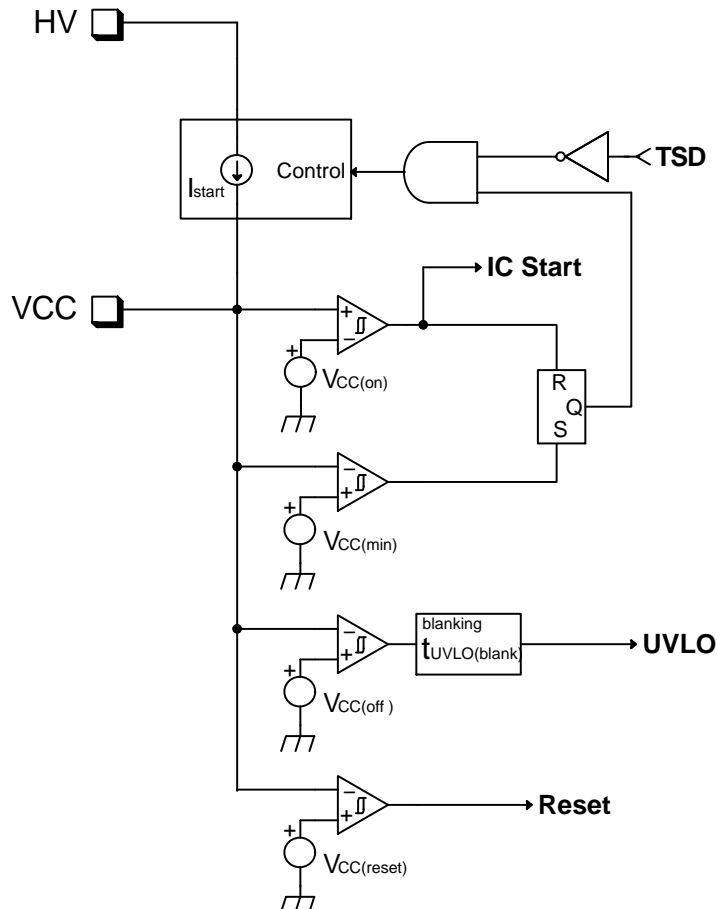 HV
Istart
Control
TSD
IC Start
VCC
+
−
+
VCC(on)
R
Q
S
−
+
+
VCC(min)
−
+
+
VCC(off )
blanking
tUVLO(blank)
UVLO
−
+
+
VCC(reset)
Reset